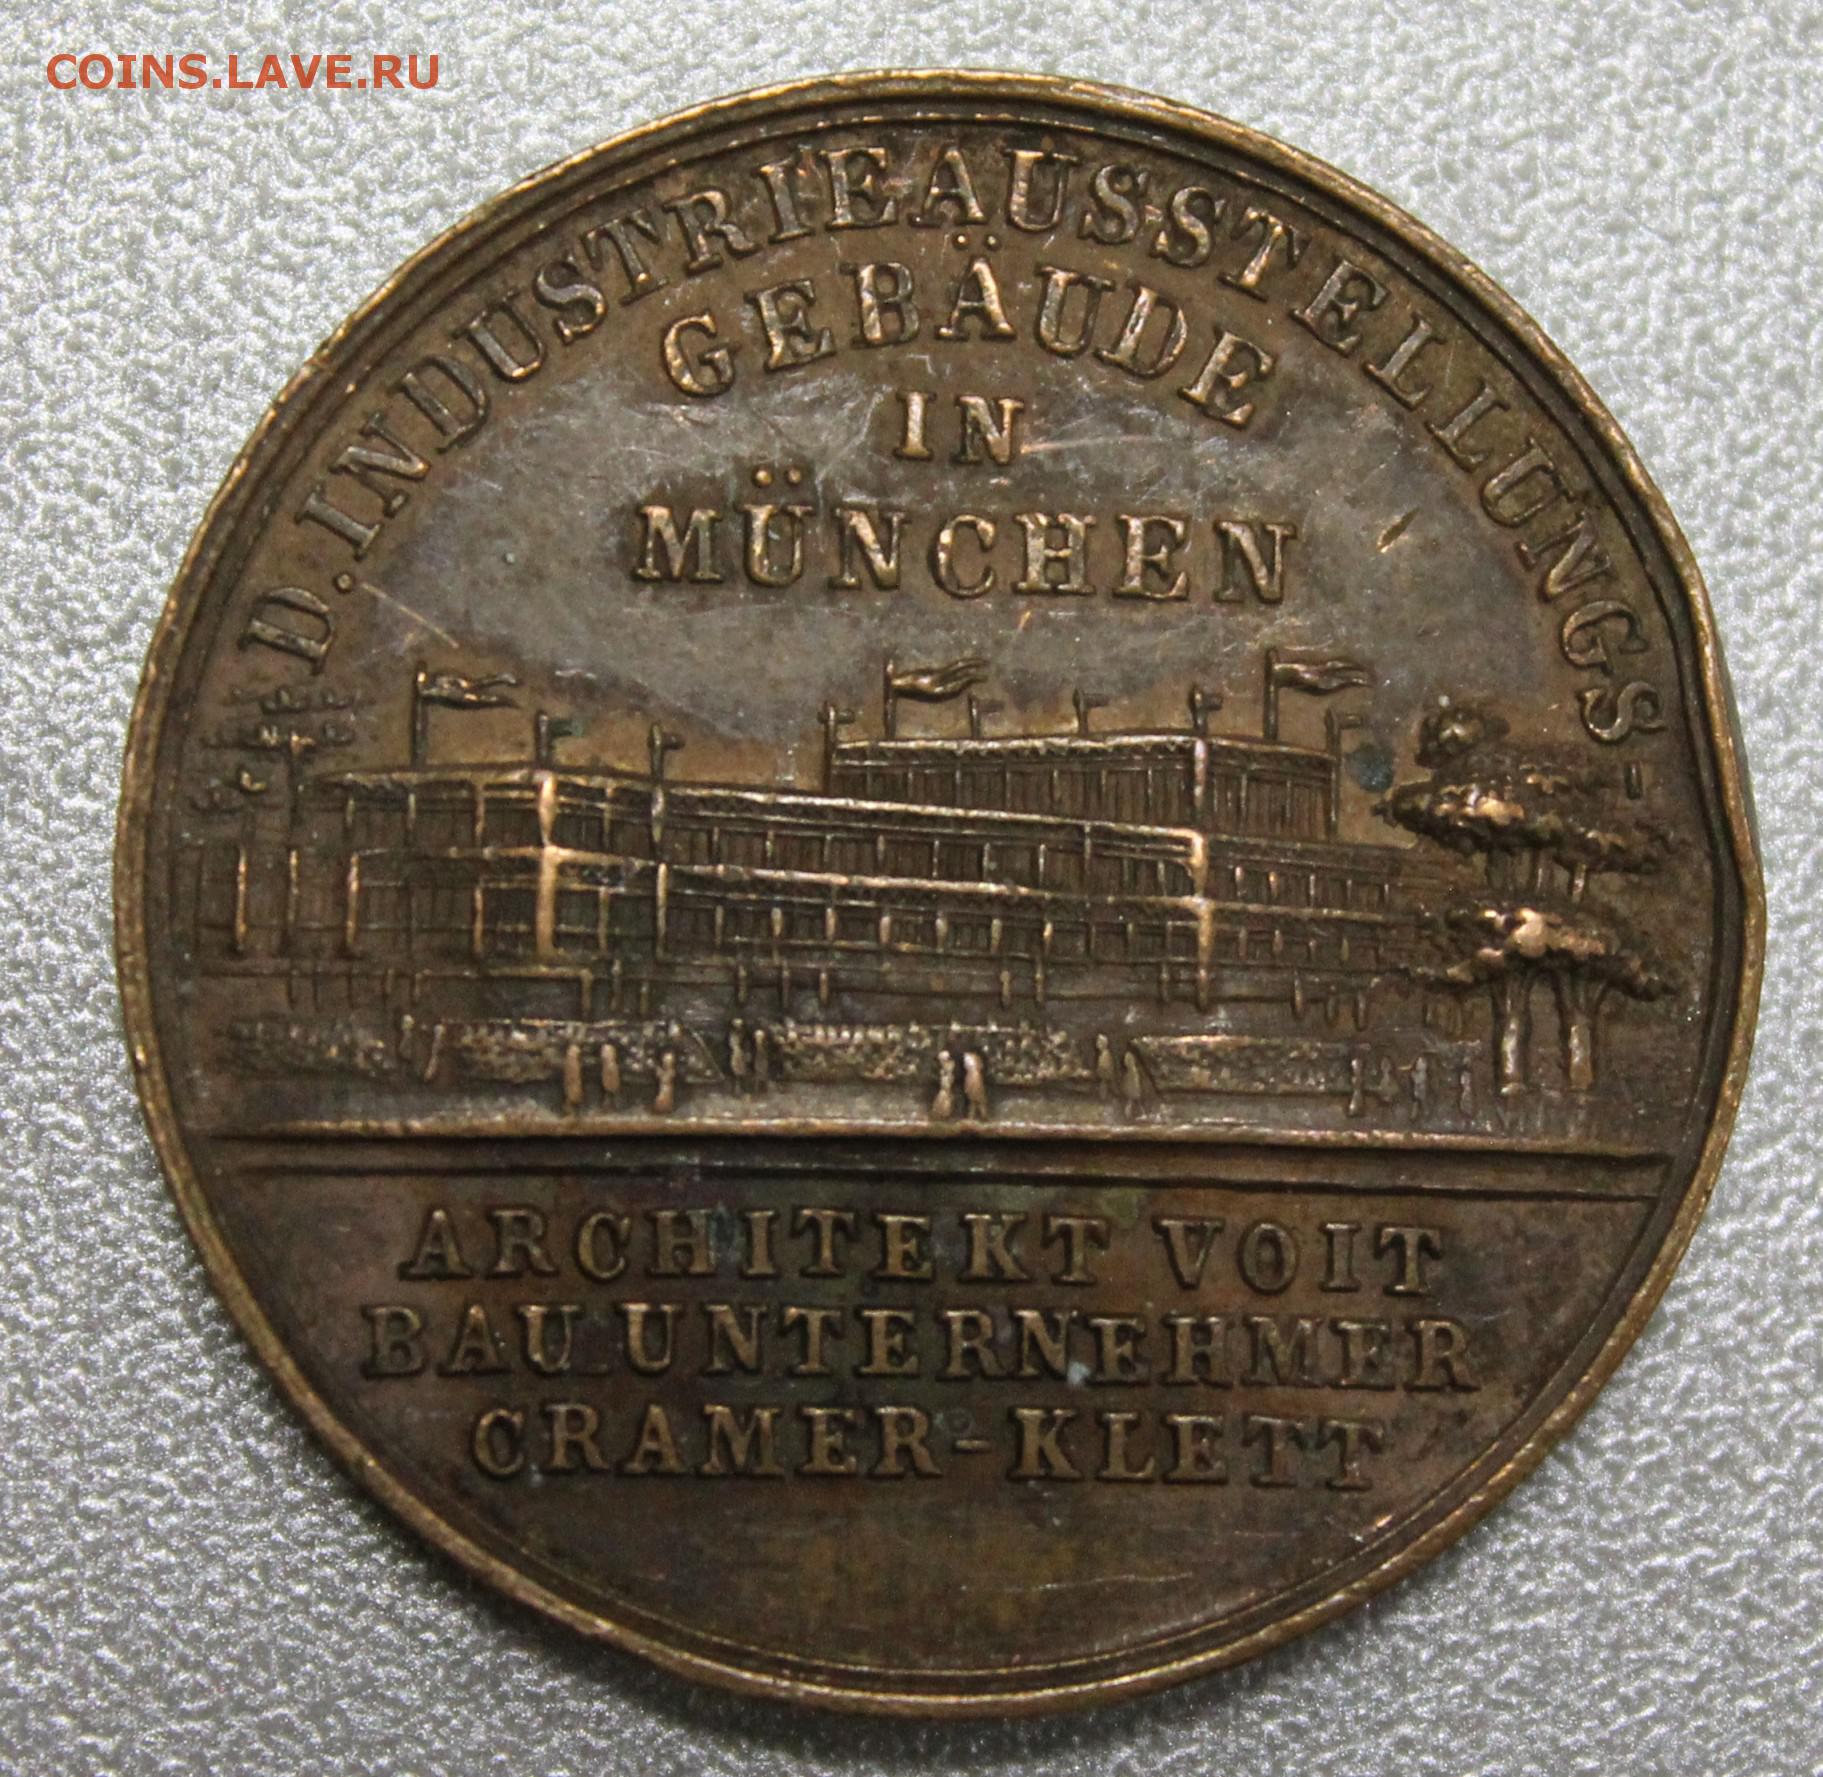 COINS.LAVE.RU
D. INDUSTRIEAUSSTELLUNGS-
GEBÄUDE
IN
MÜNCHEN
ARCHITEKT VOIT
BAU UNTERNEHMER
CRAMER-KLETT